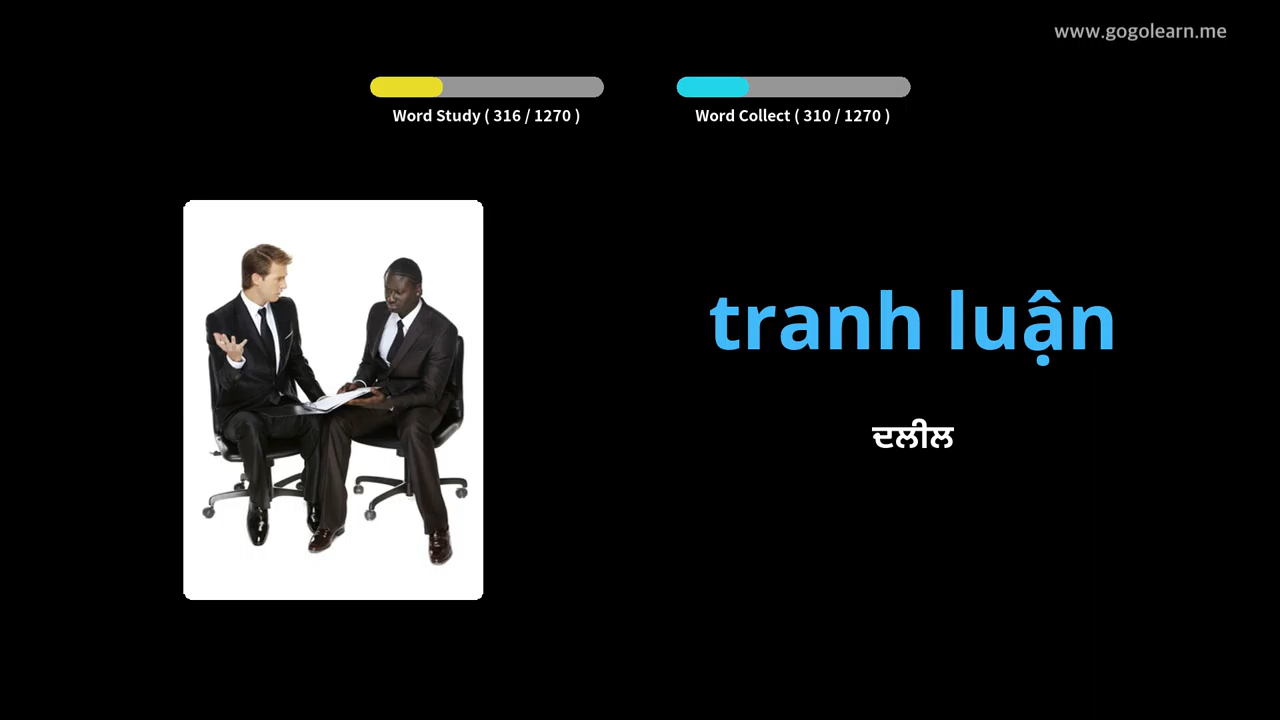 www.gogolearn.me
Word Study ( 316 / 1270 )
Word Collect ( 310 / 1270 )
tranh luận
ਦਲੀਲ